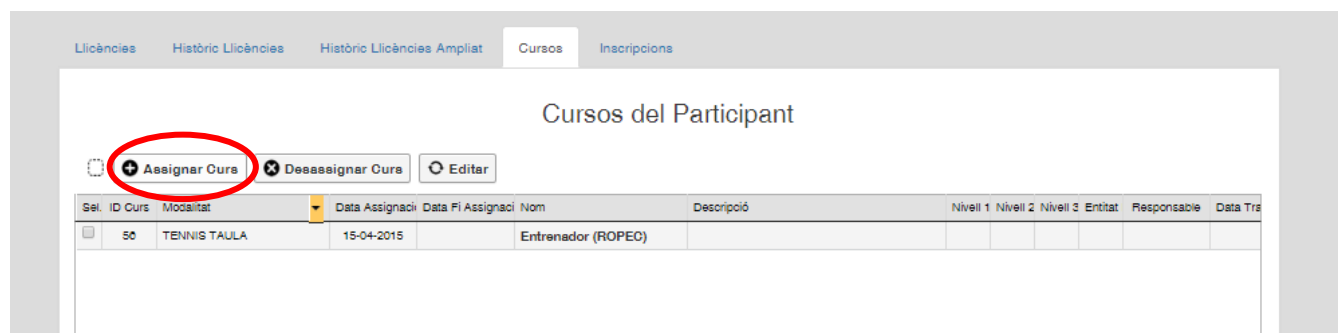 Llicències Històric Llicències Històric Llicències Ampliat Cursos Inscripcions
Cursos del Participant
Assignar Curs Desassignar Curs Editar
Sel. ID Curs Modalitat Data Assignaci Data Fi Assignaci Nom Descripció Nivell 1 Nivell 2 Nivell 3 Entitat Responsable Data Tra
56 TENNIS TAULA 15-04-2015 Entrenador (ROPEC)